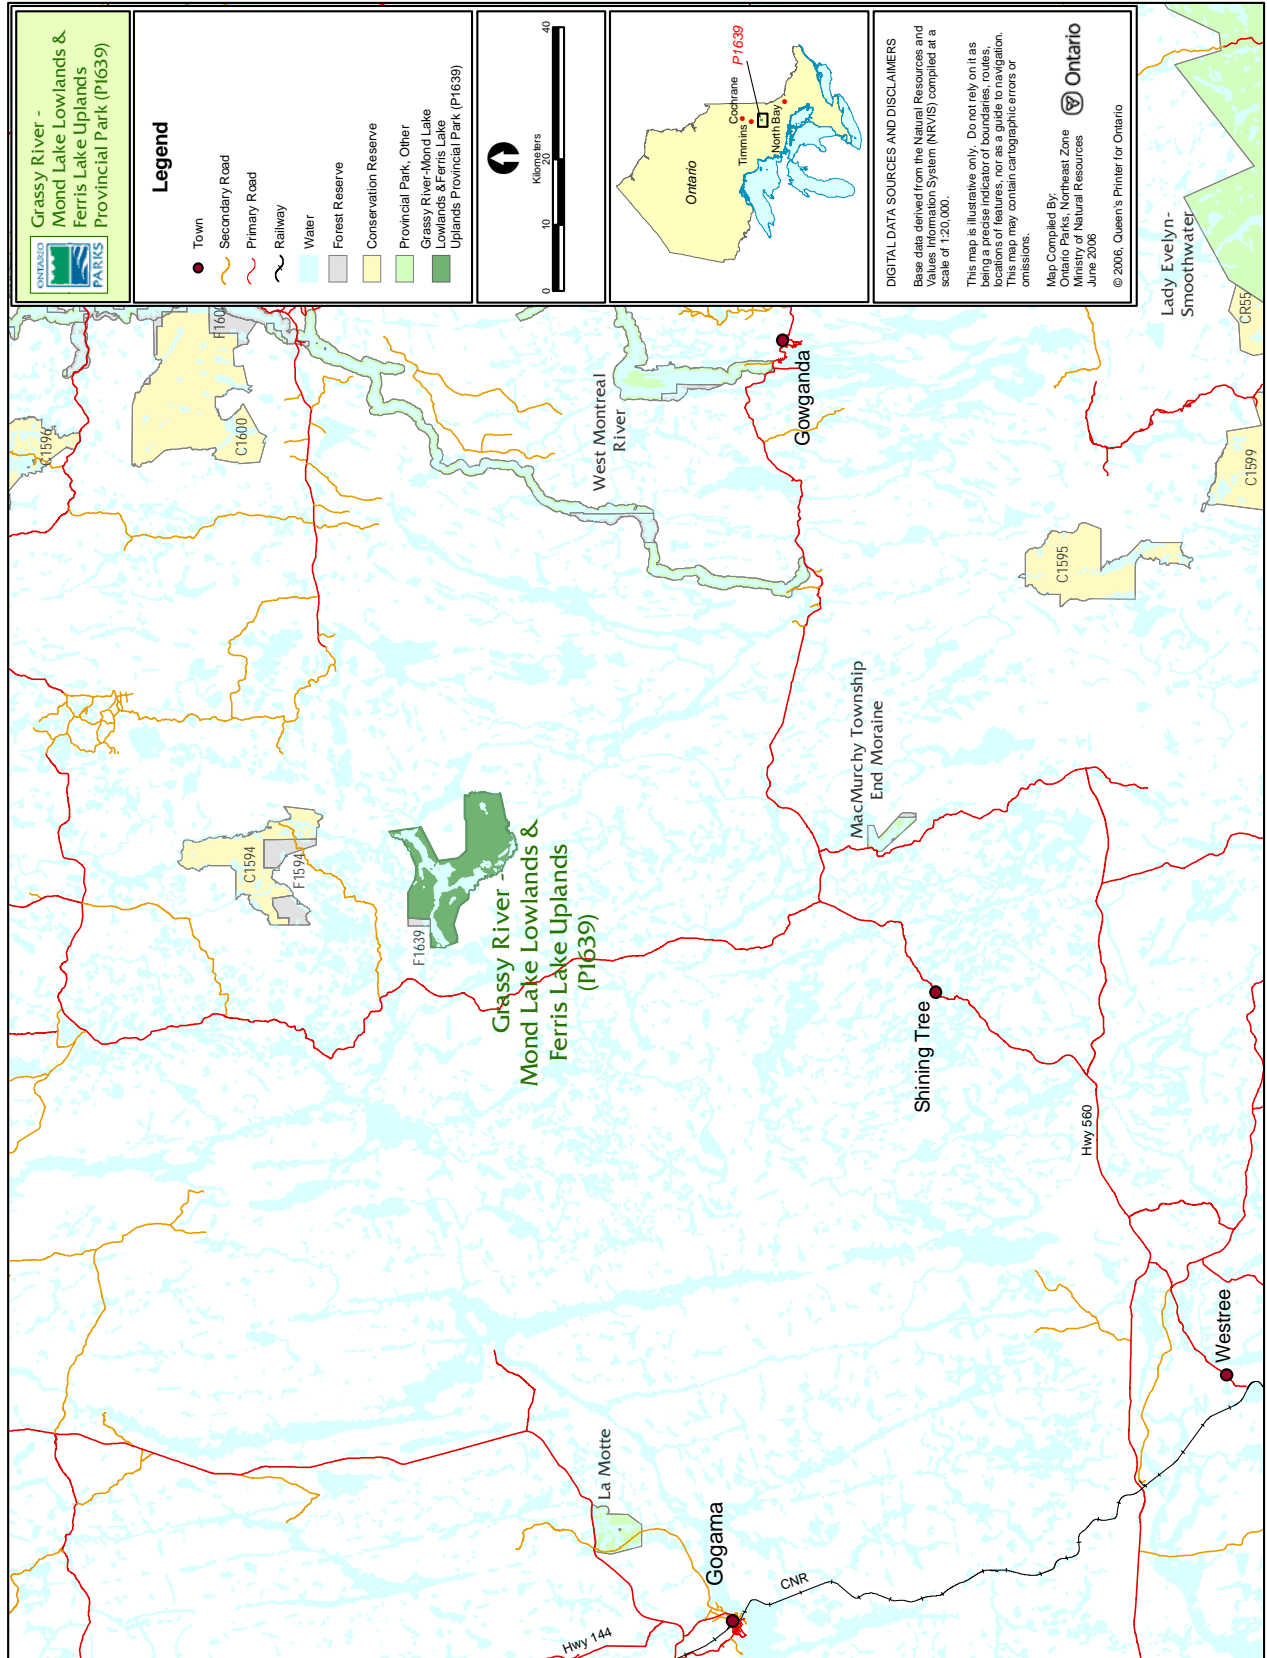 Grassy River -
Mond Lake Lowlands &
Ferris Lake Uplands
Provincial Park (P1639)
ONTARIO
PARKS
Legend
Town
Secondary Road
Primary Road
Railway
Water
Forest Reserve
Conservation Reserve
Provincial Park, Other
Grassy River-Mond Lake
Lowlands &Ferris Lake
Uplands Provincial Park (P1639)
Kilometers
0
10
20
40
Ontario
Cochrane
Timmins
North Bay
P1639
DIGITAL DATA SOURCES AND DISCLAIMERS
Base data derived from the Natural Resources and
Values Information System (NRVIS) compiled at a
scale of 1:20,000.
This map is illustrative only. Do not rely on it as
being a precise indicator of boundaries, routes,
locations of features, nor as a guide to navigation.
This map may contain cartographic errors or
omissions.
Map Compiled By:
Ontario Parks, Northeast Zone
Ministry of Natural Resources
June 2006
Ontario
© 2006, Queen's Printer for Ontario
C1596
F1600
C1600
West Montreal
River
Gowganda
Lady Evelyn-
Smoothwater
CR55
C1599
C1595
C1594
F1594
F1639
Grassy River -
Mond Lake Lowlands &
Ferris Lake Uplands
(P1639)
MacMurchy Township
End Moraine
Shining Tree
Hwy 560
Westree
La Motte
Gogama
CNR
Hwy 144